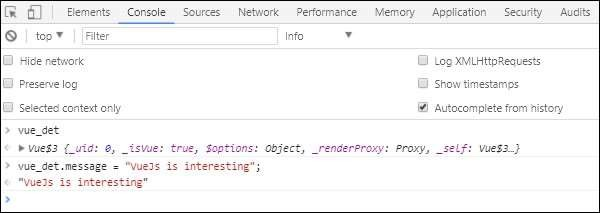 Elements Console Sources Network Performance Memory Application Security Audits
top ▼ Filter Info ▼
Hide network Log XMLHttpRequests
Preserve log Show timestamps
Selected context only Autocomplete from history
> vue_det
< ▶ Vue$3 {_uid: 0, _isVue: true, $options: Object, _renderProxy: Proxy, _self: Vue$3…}
> vue_det.message = "VueJs is interesting";
< "VueJs is interesting"
>